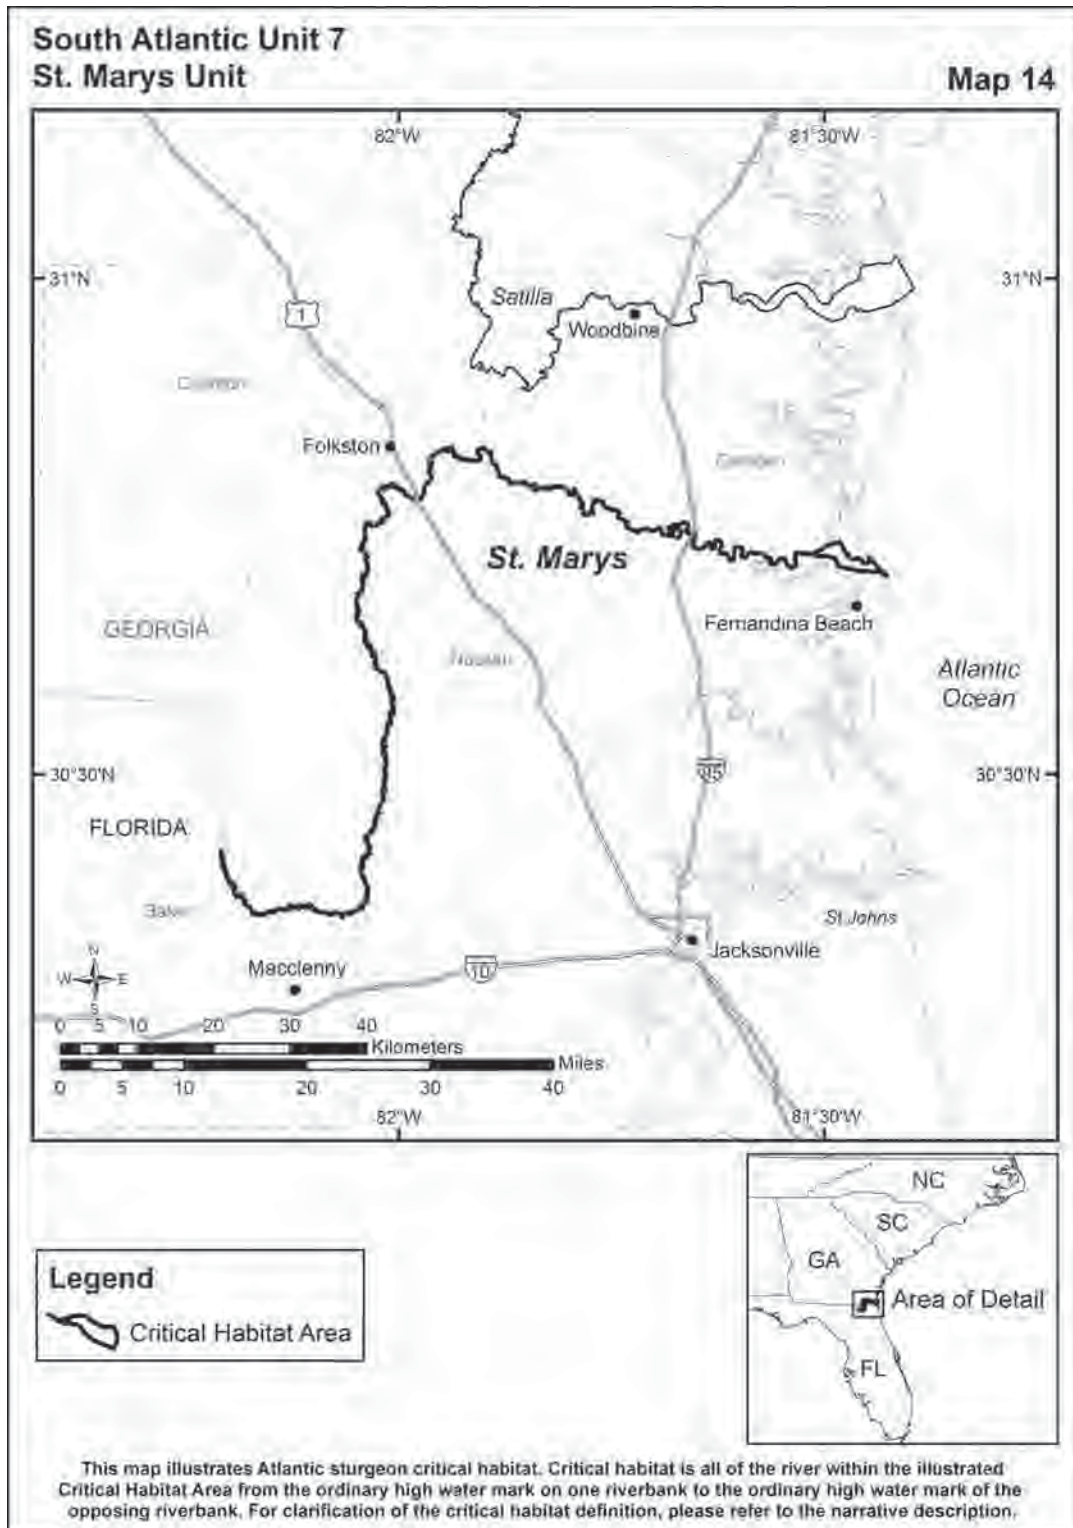 South Atlantic Unit 7
St. Marys Unit
Map 14
82°W
81°30'W
31°N
31°N
Satilla
Woodbine
1
Folkston
St. Marys
GEORGIA
Nassau
Fernandina Beach
Atlantic
Ocean
30°30'N
95
30°30'N
FLORIDA
Baker
St Johns
Jacksonville
Macclenny
10
N
W
E
S
0 5 10 20 30 40
Kilometers
Miles
0 5 10 20 30 40
82°W
81°30'W
NC
SC
GA
Area of Detail
FL
Legend
Critical Habitat Area
This map illustrates Atlantic sturgeon critical habitat. Critical habitat is all of the river within the illustrated
Critical Habitat Area from the ordinary high water mark on one riverbank to the ordinary high water mark of the
opposing riverbank. For clarification of the critical habitat definition, please refer to the narrative description.